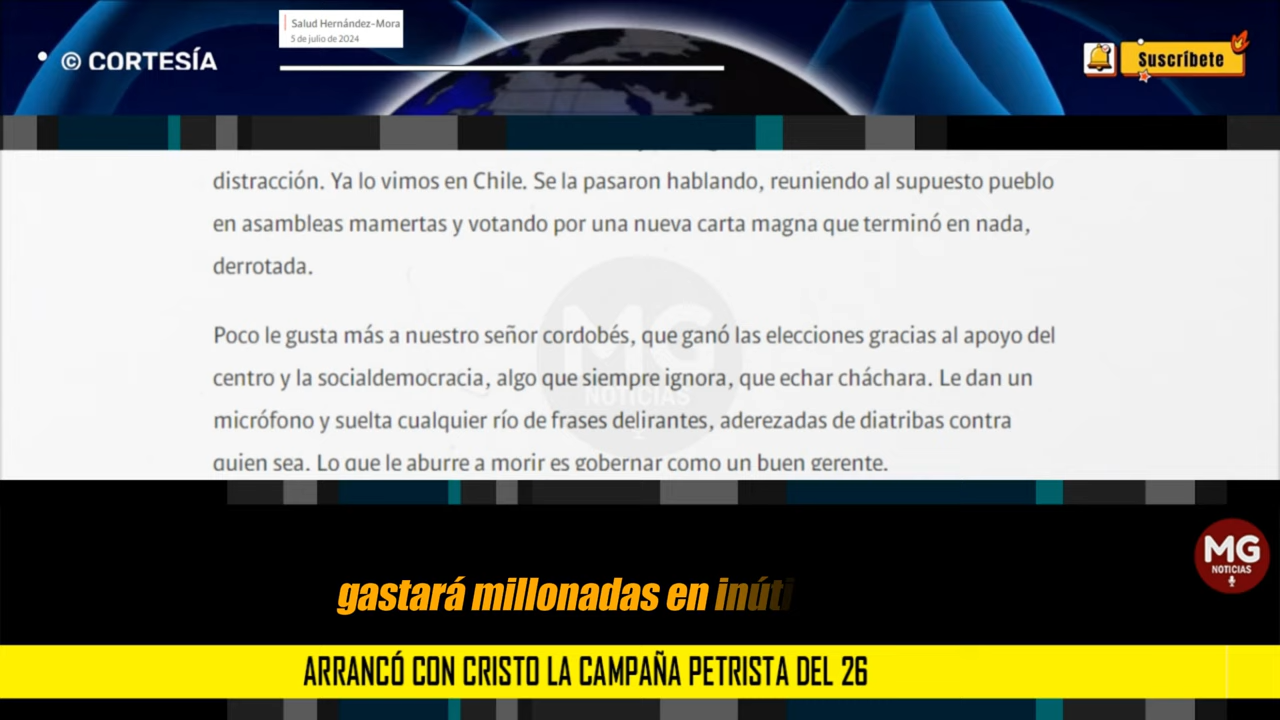 Salud Hernández-Mora
5 de julio de 2024
© CORTESÍA
Suscríbete
distracción. Ya lo vimos en Chile. Se la pasaron hablando, reuniendo al supuesto pueblo
en asambleas mamertas y votando por una nueva carta magna que terminó en nada,
derrotada.
Poco le gusta más a nuestro señor cordobés, que ganó las elecciones gracias al apoyo del
centro y la socialdemocracia, algo que siempre ignora, que echar cháchara. Le dan un
micrófono y suelta cualquier río de frases delirantes, aderezadas de diatribas contra
quien sea. Lo que le aburre a morir es gobernar como un buen gerente.
MG
NOTICIAS
gastará millonadas en inúti
MG
NOTICIAS
ARRANCÓ CON CRISTO LA CAMPAÑA PETRISTA DEL 26